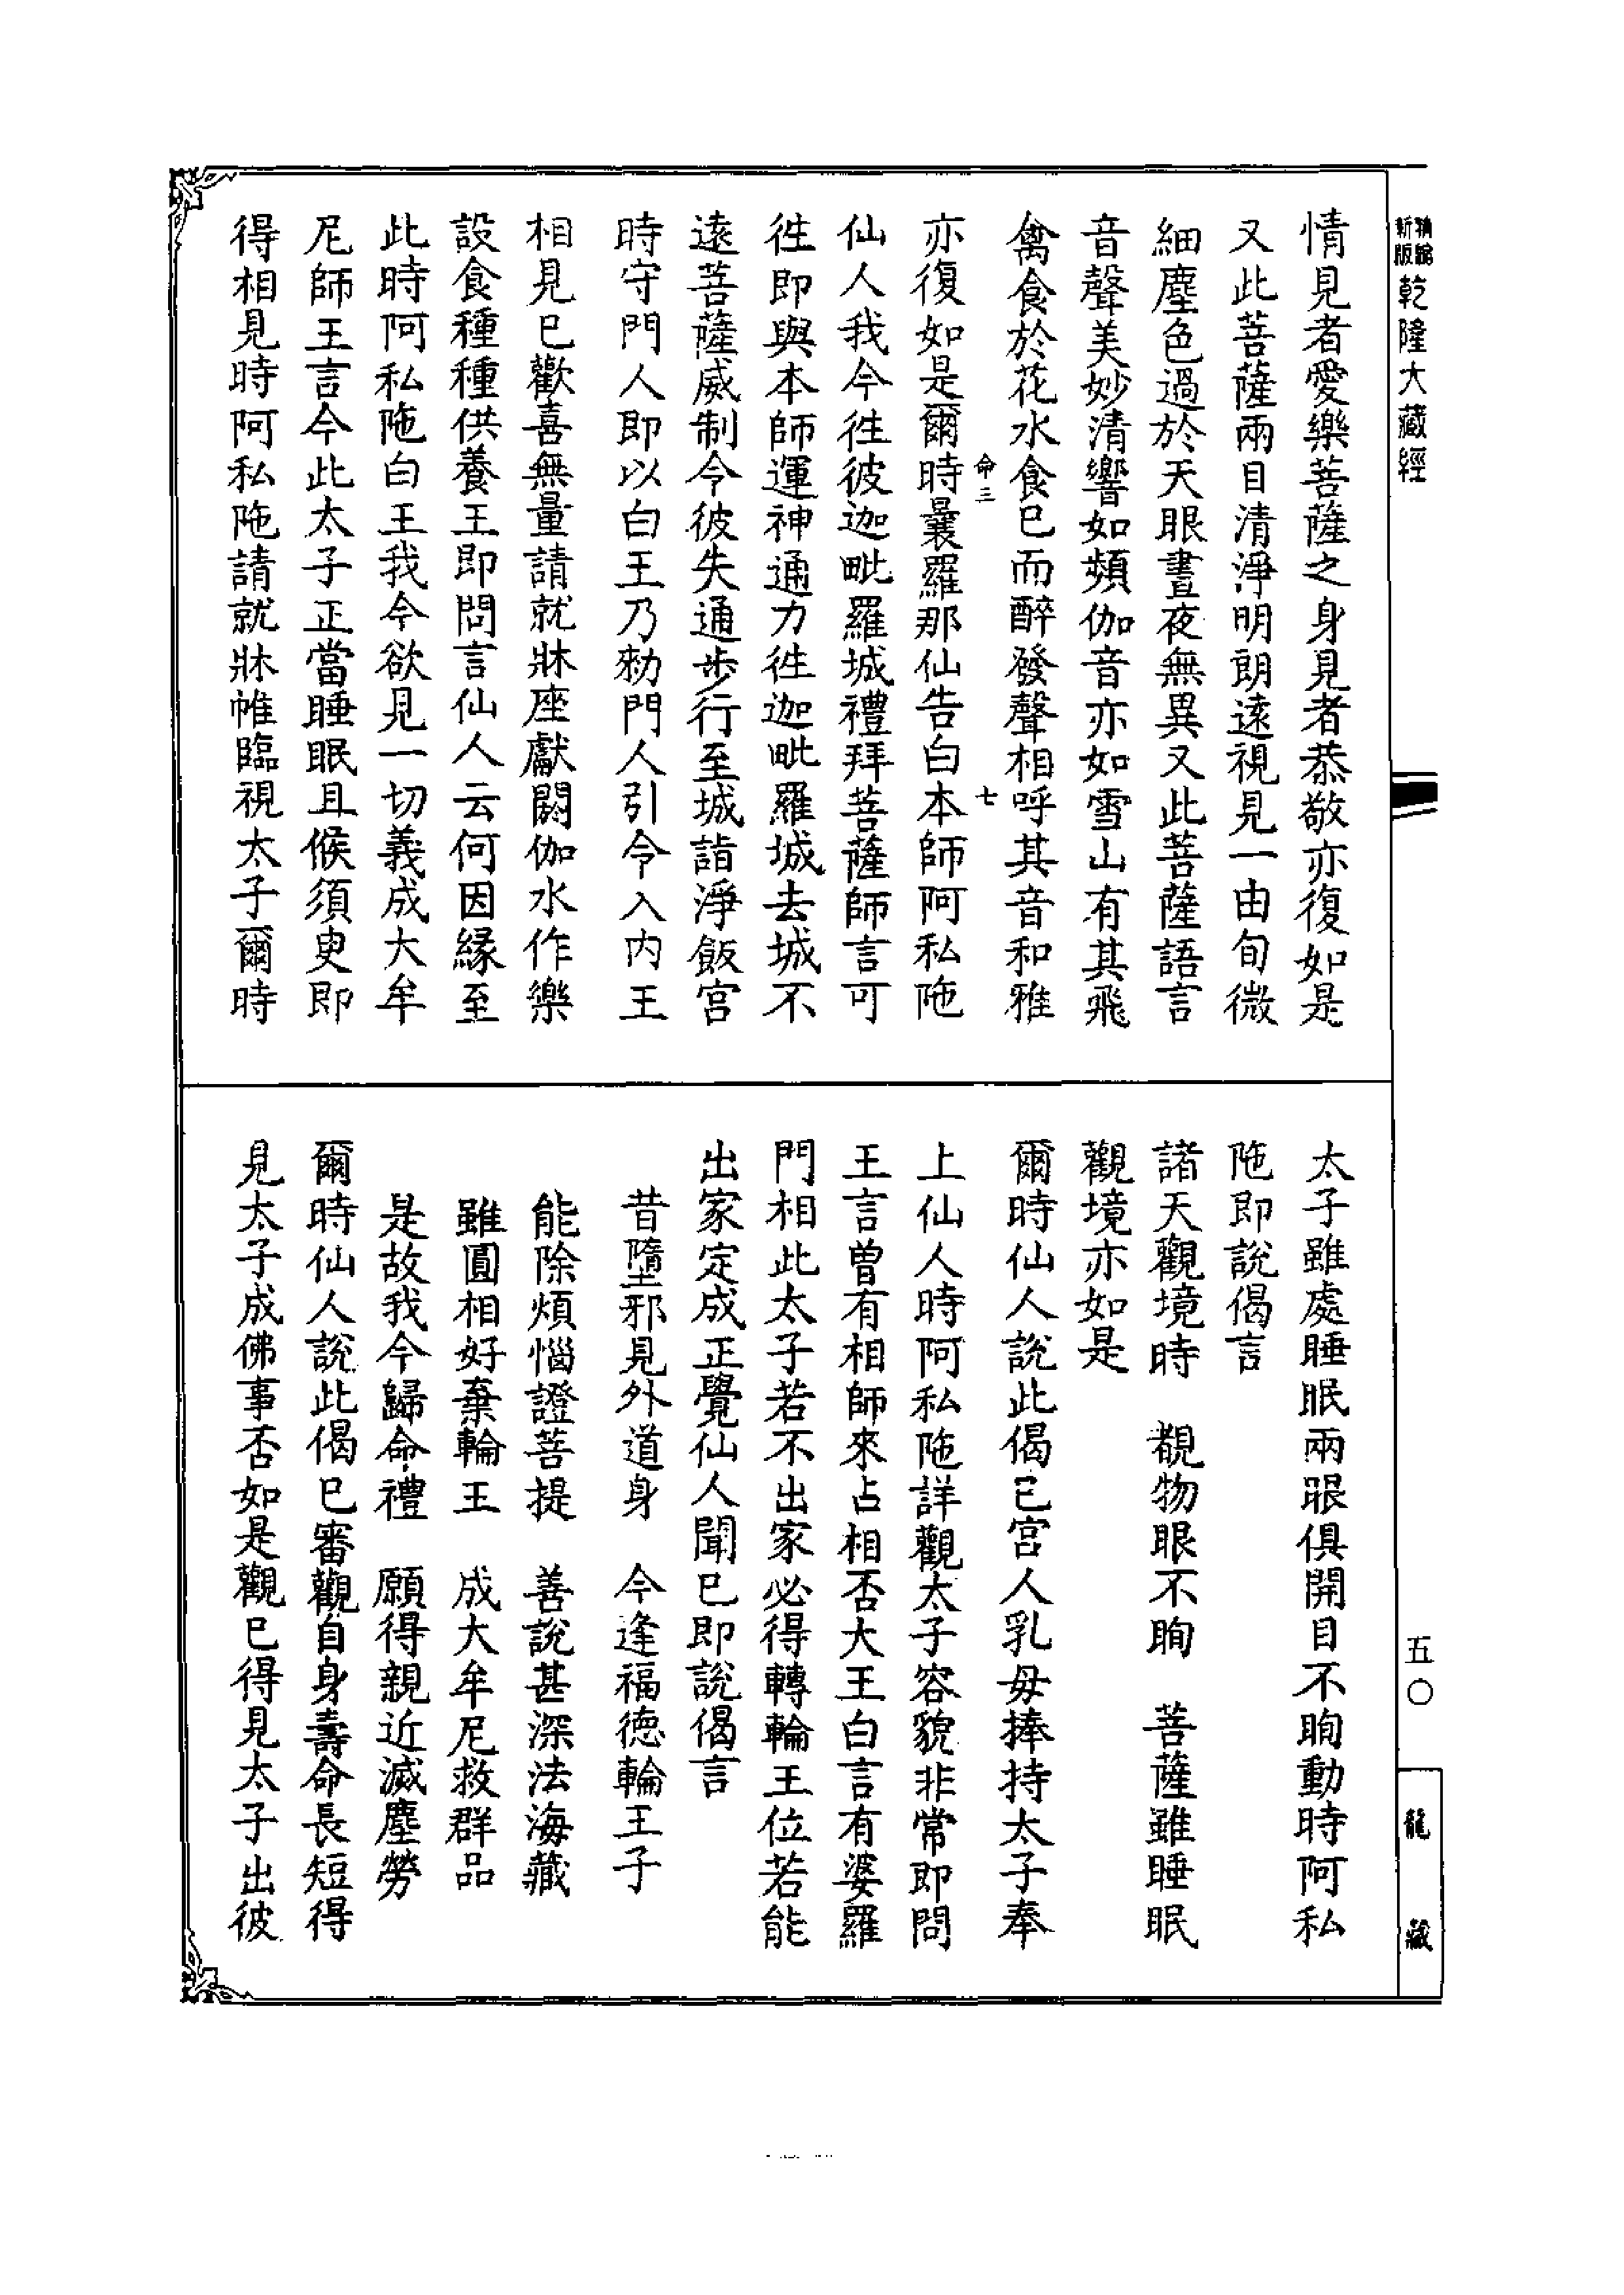 新編
新版
乾隆大藏經
五〇
龍藏
情見者愛樂菩薩之身見者恭敬亦復如是
又此菩薩兩目清淨明朗遠視見一由旬微
細塵色過於天眼晝夜無異又此菩薩語言
音聲美妙清響如頻伽音亦如雪山有其飛
禽食於花水食已而醉發聲相呼其音和雅
命三
七
亦復如是爾時曩羅那仙告白本師阿私陁
仙人我今徃彼迦毗羅城禮拜菩薩師言可
徃即與本師運神通力徃迦毗羅城去城不
遠菩薩威制令彼失通步行至城詣淨飯宮
時守門人即以白王乃勑門人引令入内王
相見已歡喜無量請就牀座獻閼伽水作樂
設食種種供養王即問言仙人云何因緣至
此時阿私陁白王我今欲見一切義成大牟
尼師王言今此太子正當睡眠且候須臾即
得相見時阿私陁請就牀帷臨視太子爾時
太子雖處睡眠兩眼俱開目不眴動時阿私
陁即說偈言
諸天觀境時　覩物眼不眴　菩薩雖睡眠
觀境亦如是
爾時仙人說此偈已宮人乳母捧持太子奉
上仙人時阿私陁詳觀太子容貌非常即問
王言曾有相師來占相否大王白言有婆羅
門相此太子若不出家必得轉輪王位若能
出家定成正覺仙人聞已即說偈言
昔墮邪見外道身　今逢福德輪王子
能除煩惱證菩提　善說甚深法海藏
雖圓相好棄輪王　成大牟尼救群品
是故我今歸命禮　願得親近滅塵勞
爾時仙人說此偈已審觀自身壽命長短得
見太子成佛事否如是觀已得見太子出彼